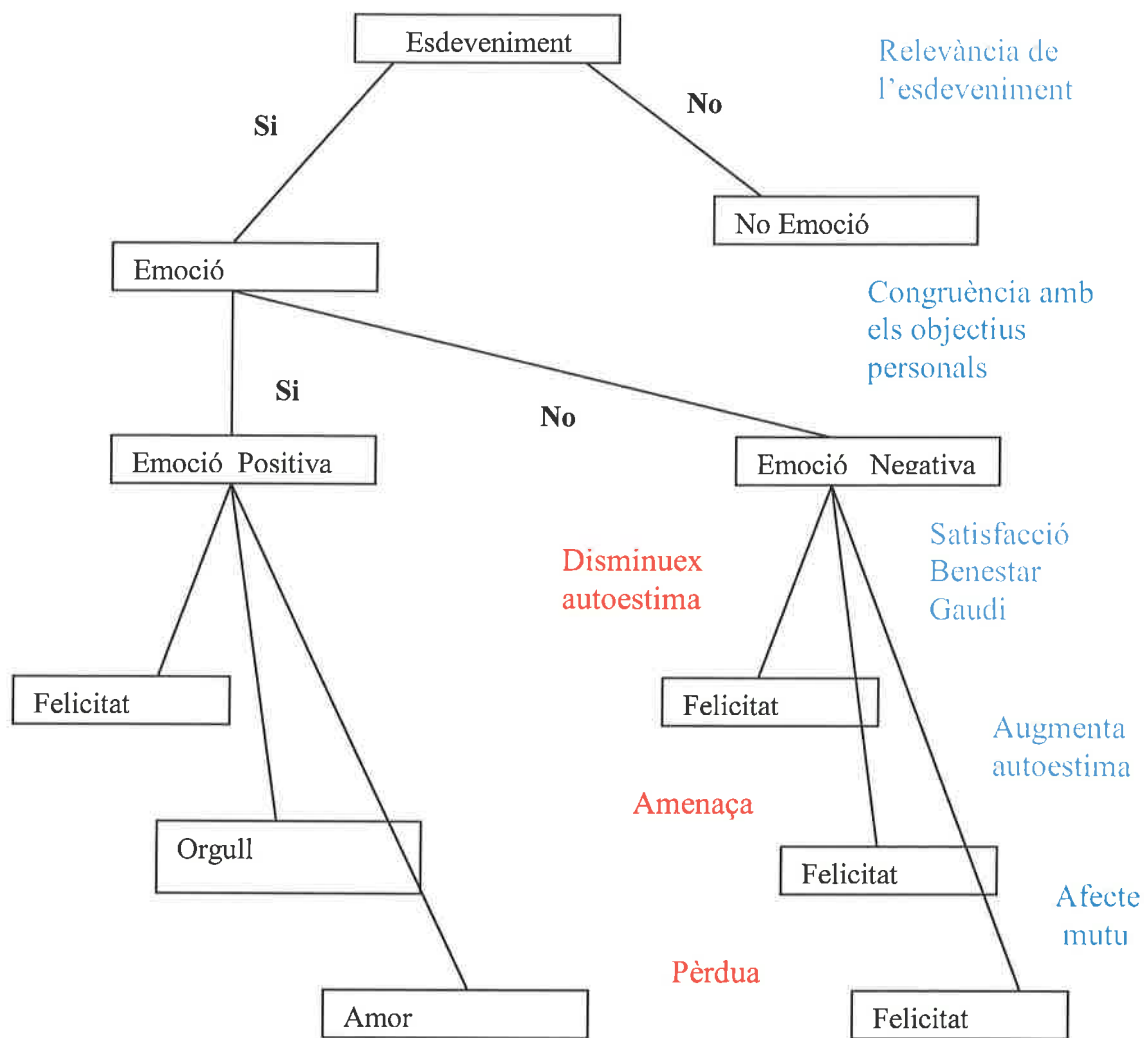 Esdeveniment
Relevància de
l’esdeveniment
Si
No
No Emoció
Emoció
Congruència amb
els objectius
personals
Si
No
Emoció Positiva
Emoció Negativa
Disminuex
autoestima
Satisfacció
Benestar
Gaudi
Felicitat
Felicitat
Augmenta
autoestima
Amenaça
Orgull
Felicitat
Afecte
mutu
Pèrdua
Amor
Felicitat